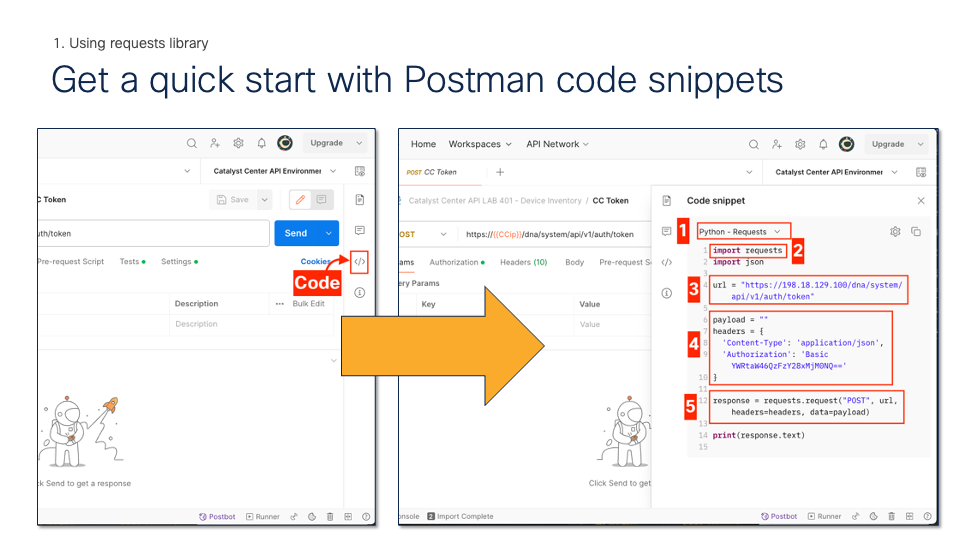 1. Using requests library
Get a quick start with Postman code snippets
Upgrade
Catalyst Center API Environmer
C Token
Save
uth/token
Send
Pre-request Script Tests Settings Cookies
</>
Code
Description
Bulk Edit
Description
k Send to get a response
Postbot Runner
Home Workspaces API Network
Upgrade
POST CC Token
Catalyst Center API Environmer
Catalyst Center API LAB 401 - Device Inventory / CC Token
OST
https://{{CCip}}/dna/system/api/v1/au
ams Authorization Headers (10) Body Pre-request S
</>
ery Params
Key Value
Value
Click Send to get
Code snippet
1
Python - Requests
1 import requests
2
2 import json
3
3
4 url = "https://198.18.129.100/dna/system/
api/v1/auth/token"
5
6 payload = ""
7 headers = {
4
8 'Content-Type': 'application/json',
9 'Authorization': 'Basic
YWRtaW46QzFzY28xMjM0NQ=='
10 }
5
12 response = requests.request("POST", url,
headers=headers, data=payload)
13
14 print(response.text)
15
onsole 2 Import Complete
Postbot Runner